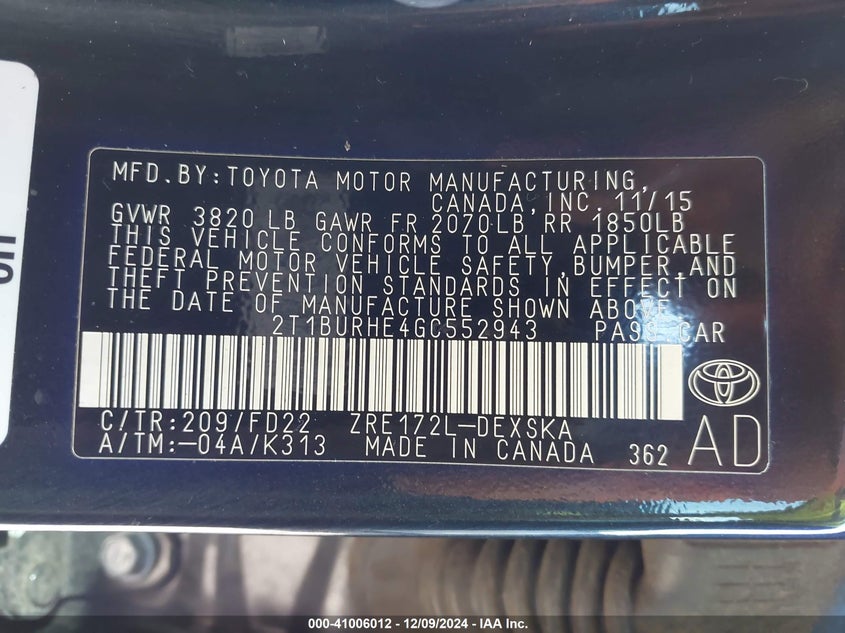 MFD.BY:TOYOTA MOTOR MANUFACTURING,
CANADA,INC.11/15
GVWR 3820 LB GAWR FR 2070LB RR 1850LB
THIS VEHICLE CONFORMS TO ALL APPLICABLE
FEDERAL MOTOR VEHICLE SAFETY,BUMPER,AND
THEFT PREVENTION STANDARDS IN EFFECT ON
THE DATE OF MANUFACTURE SHOWN ABOVE.
2T1BURHE4GC552943 PASS CAR
C/TR:209/FD22 ZRE172L-DEXSKA
A/TM:-04A/K313 MADE IN CANADA 362 AD
000-41006012 - 12/09/2024 - IAA Inc.